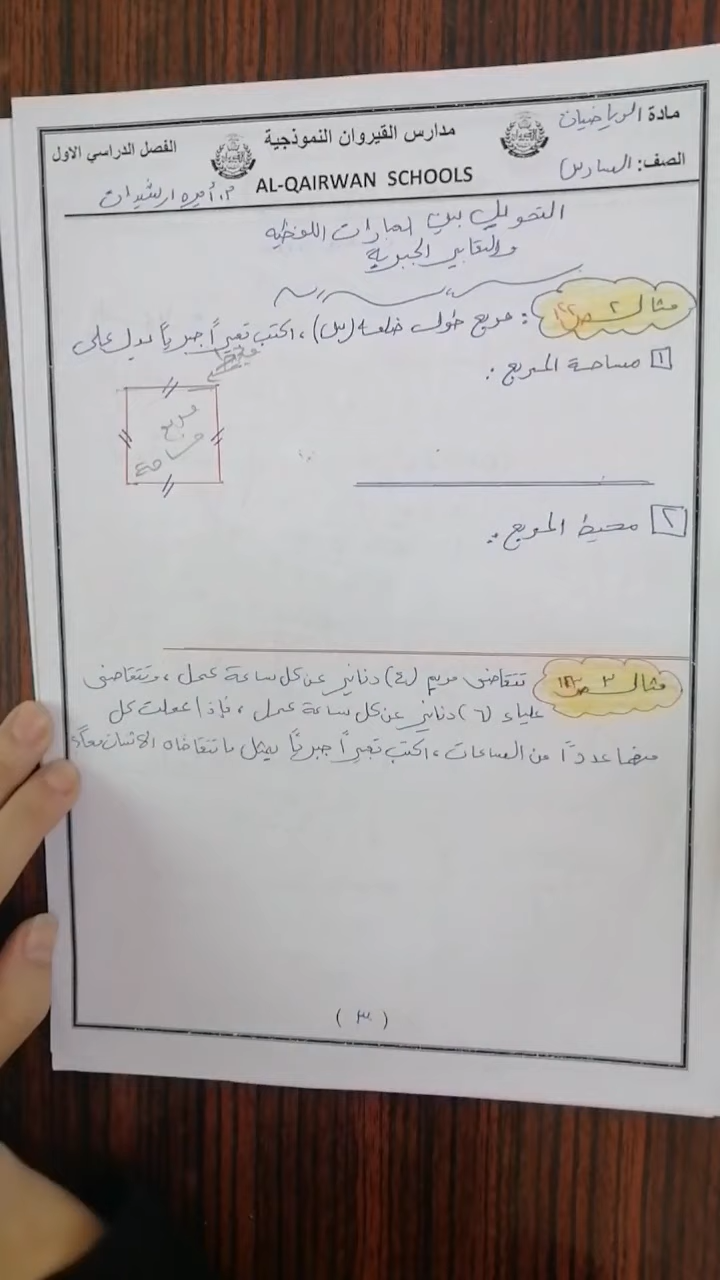 مادة الرياضيات
مدارس القيروان النموذجية
الفصل الدراسي الاول
الصف: السادس
AL-QAIRWAN SCHOOLS
م. أميره ارشيدات
التحويل بين العبارات اللفظية
والتعابير الجبرية
مثال ٢ ص
: مربع طول ضلعه (س)، اكتب تعبيراً جبرياً يدل على
١ مساحة المربع :
مربع
مساحة
٢ محيط المربع :
مثال ٣ ص
تتقاضى مريم (٤) دنانير عن كل ساعة عمل ، وتتقاضى
علياء (٦) دنانير عن كل ساعة عمل ، فإذا عملت كل
منهما عدداً من الساعات ، اكتب تعبيراً جبرياً يمثل ما تتقاضاه الاثنتان معاً؟
( ٣ )